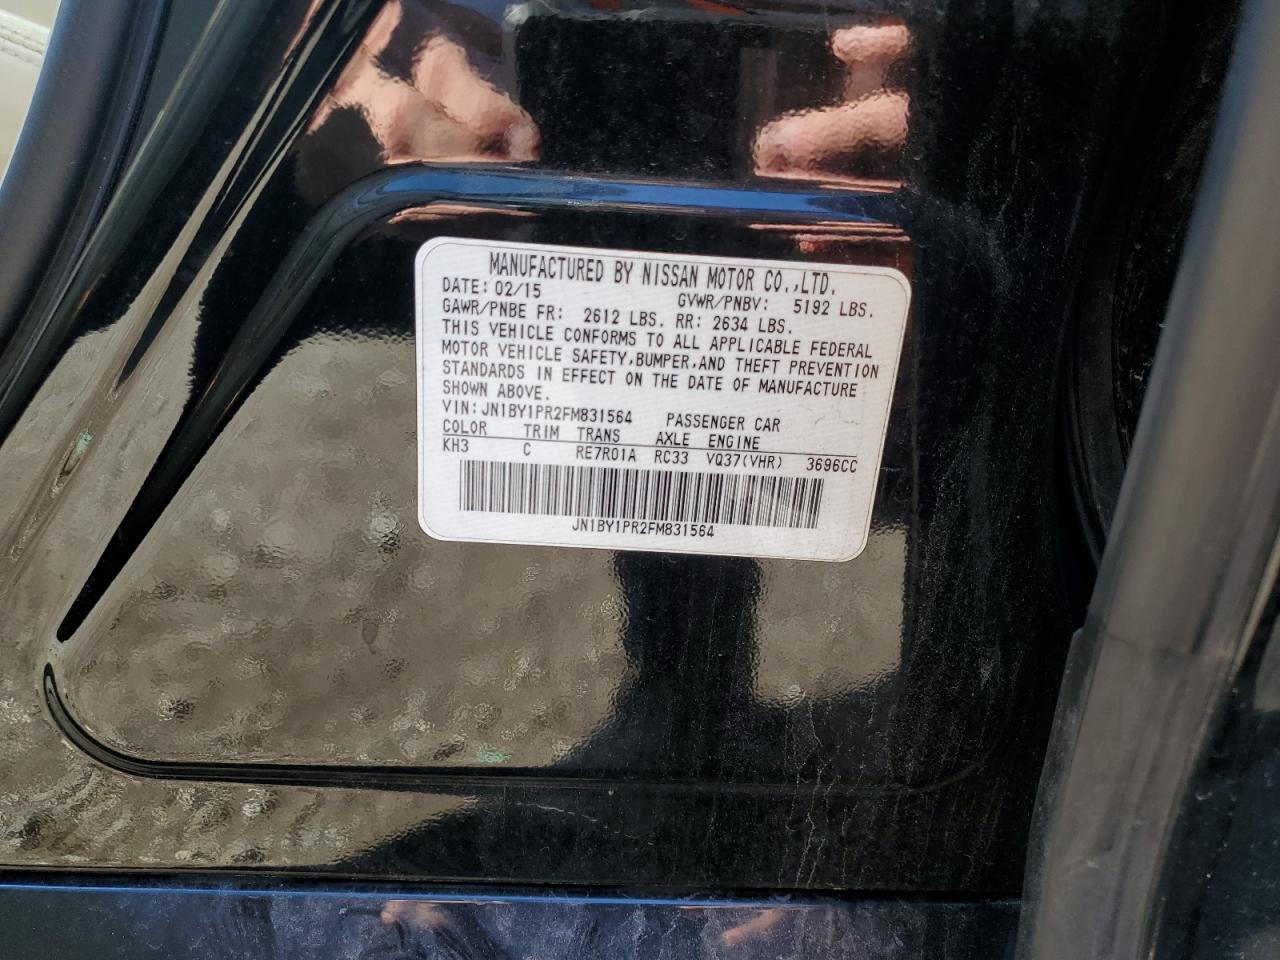 MANUFACTURED BY NISSAN MOTOR CO.,LTD.
DATE: 02/15 GVWR/PNBV: 5192 LBS.
GAWR/PNBE FR: 2612 LBS. RR: 2634 LBS.
THIS VEHICLE CONFORMS TO ALL APPLICABLE FEDERAL
MOTOR VEHICLE SAFETY,BUMPER,AND THEFT PREVENTION
STANDARDS IN EFFECT ON THE DATE OF MANUFACTURE
SHOWN ABOVE.
VIN: JN1BY1PR2FM831564 PASSENGER CAR
COLOR TRIM TRANS AXLE ENGINE
KH3 C RE7R01A RC33 VQ37(VHR) 3696CC
JN1BY1PR2FM831564